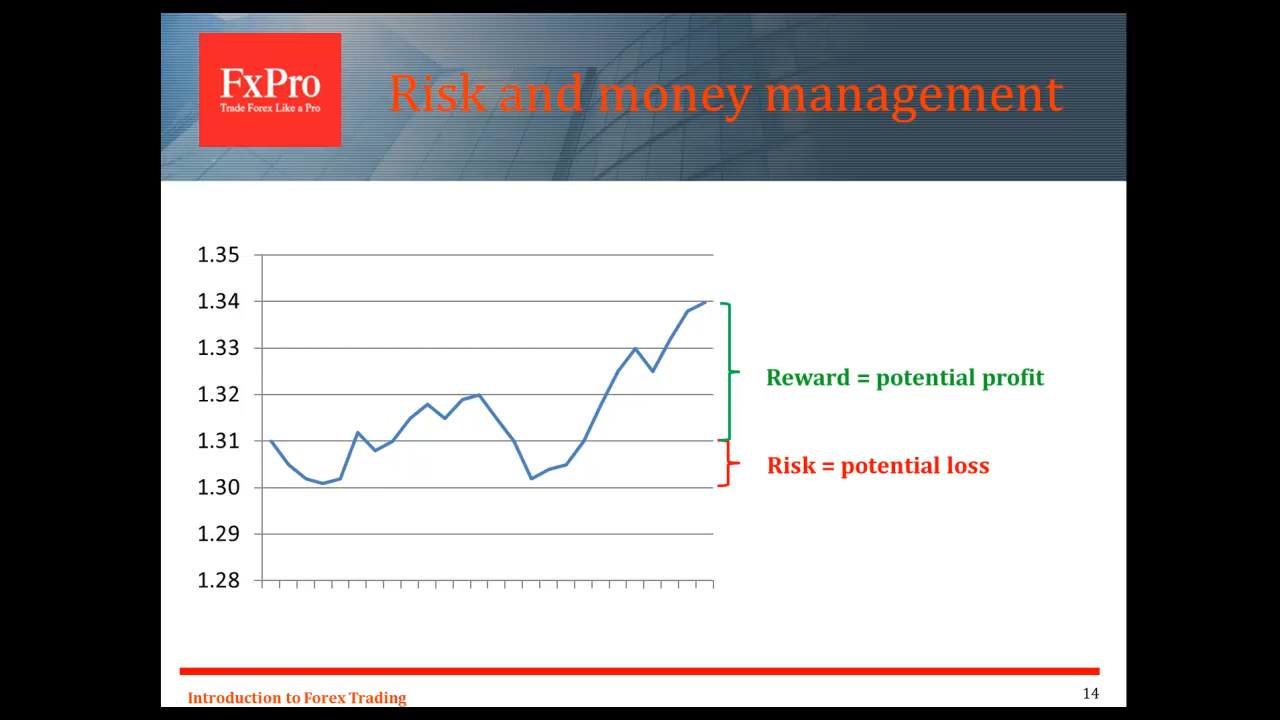 FxPro
Trade Forex Like a Pro
Risk and money management
1.35
1.34
1.33
1.32
1.31
1.30
1.29
1.28
Reward = potential profit
Risk = potential loss
Introduction to Forex Trading
14